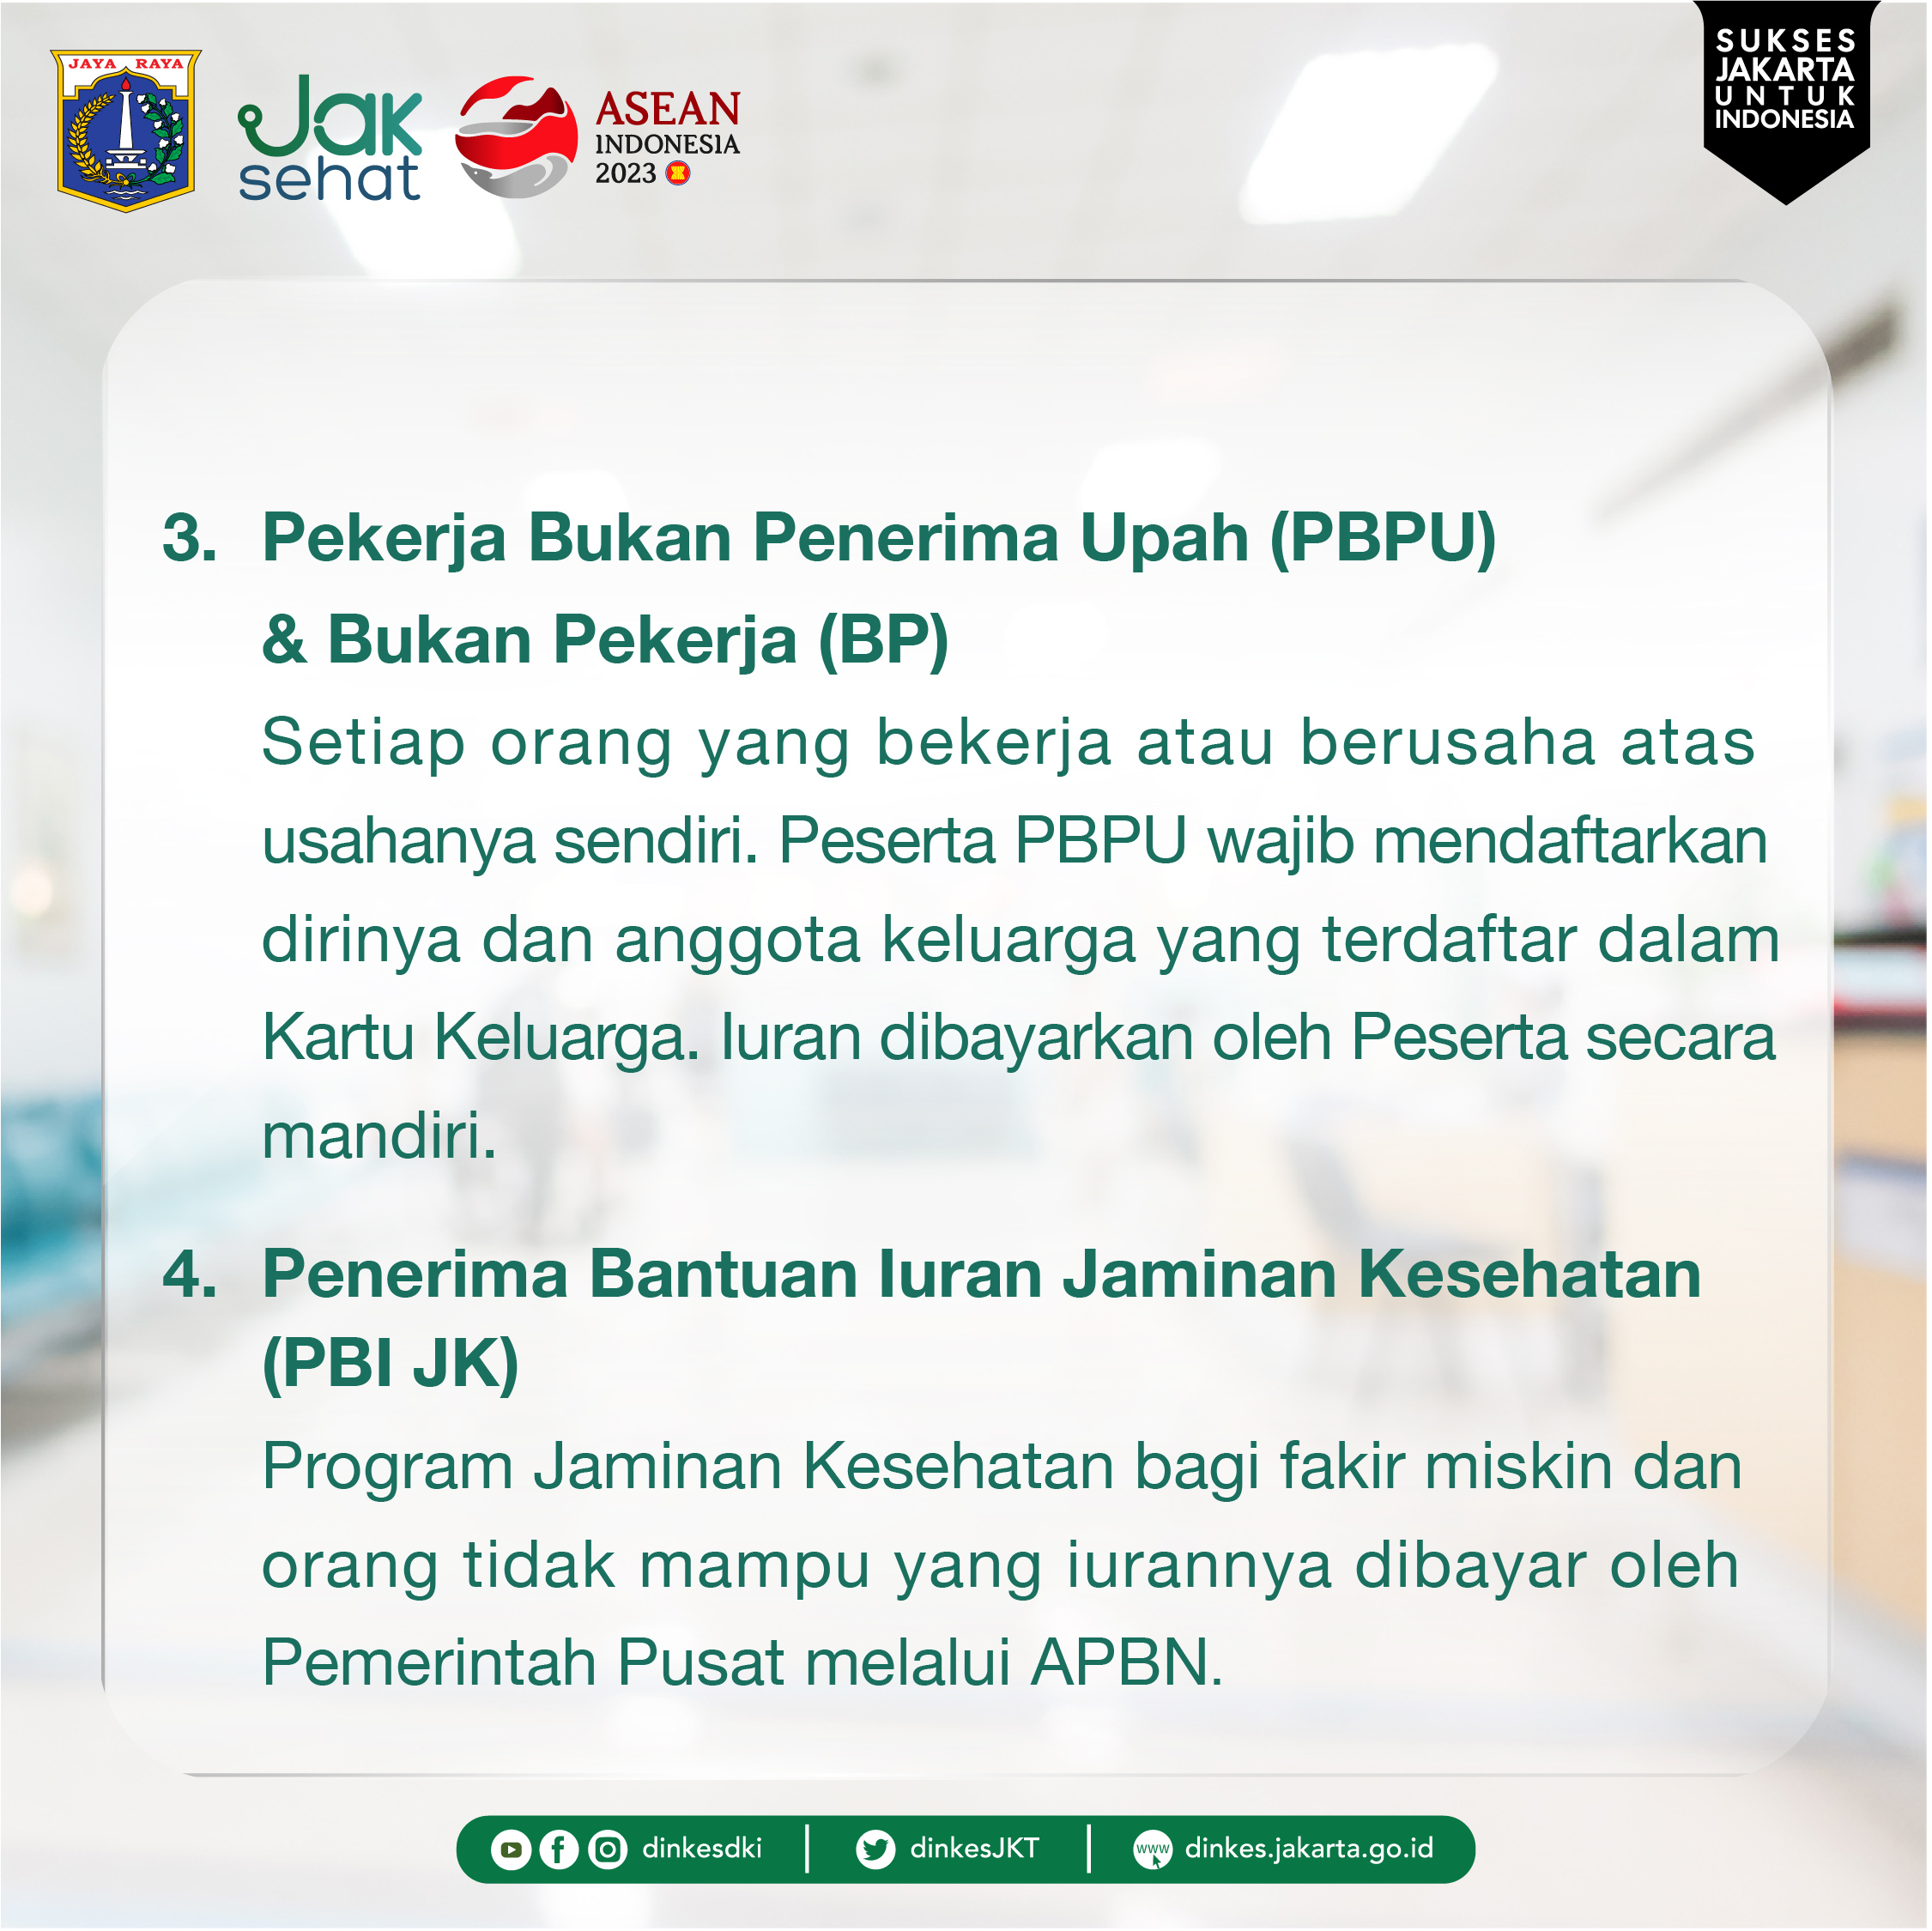 JAYA RAYA
Jak
sehat
ASEAN
INDONESIA
2023
SUKSES
JAKARTA
UNTUK
INDONESIA
3. Pekerja Bukan Penerima Upah (PBPU)
& Bukan Pekerja (BP)
Setiap orang yang bekerja atau berusaha atas
usahanya sendiri. Peserta PBPU wajib mendaftarkan
dirinya dan anggota keluarga yang terdaftar dalam
Kartu Keluarga. Iuran dibayarkan oleh Peserta secara
mandiri.
4. Penerima Bantuan Iuran Jaminan Kesehatan
(PBI JK)
Program Jaminan Kesehatan bagi fakir miskin dan
orang tidak mampu yang iurannya dibayar oleh
Pemerintah Pusat melalui APBN.
dinkesdki | dinkesJKT | www dinkes.jakarta.go.id